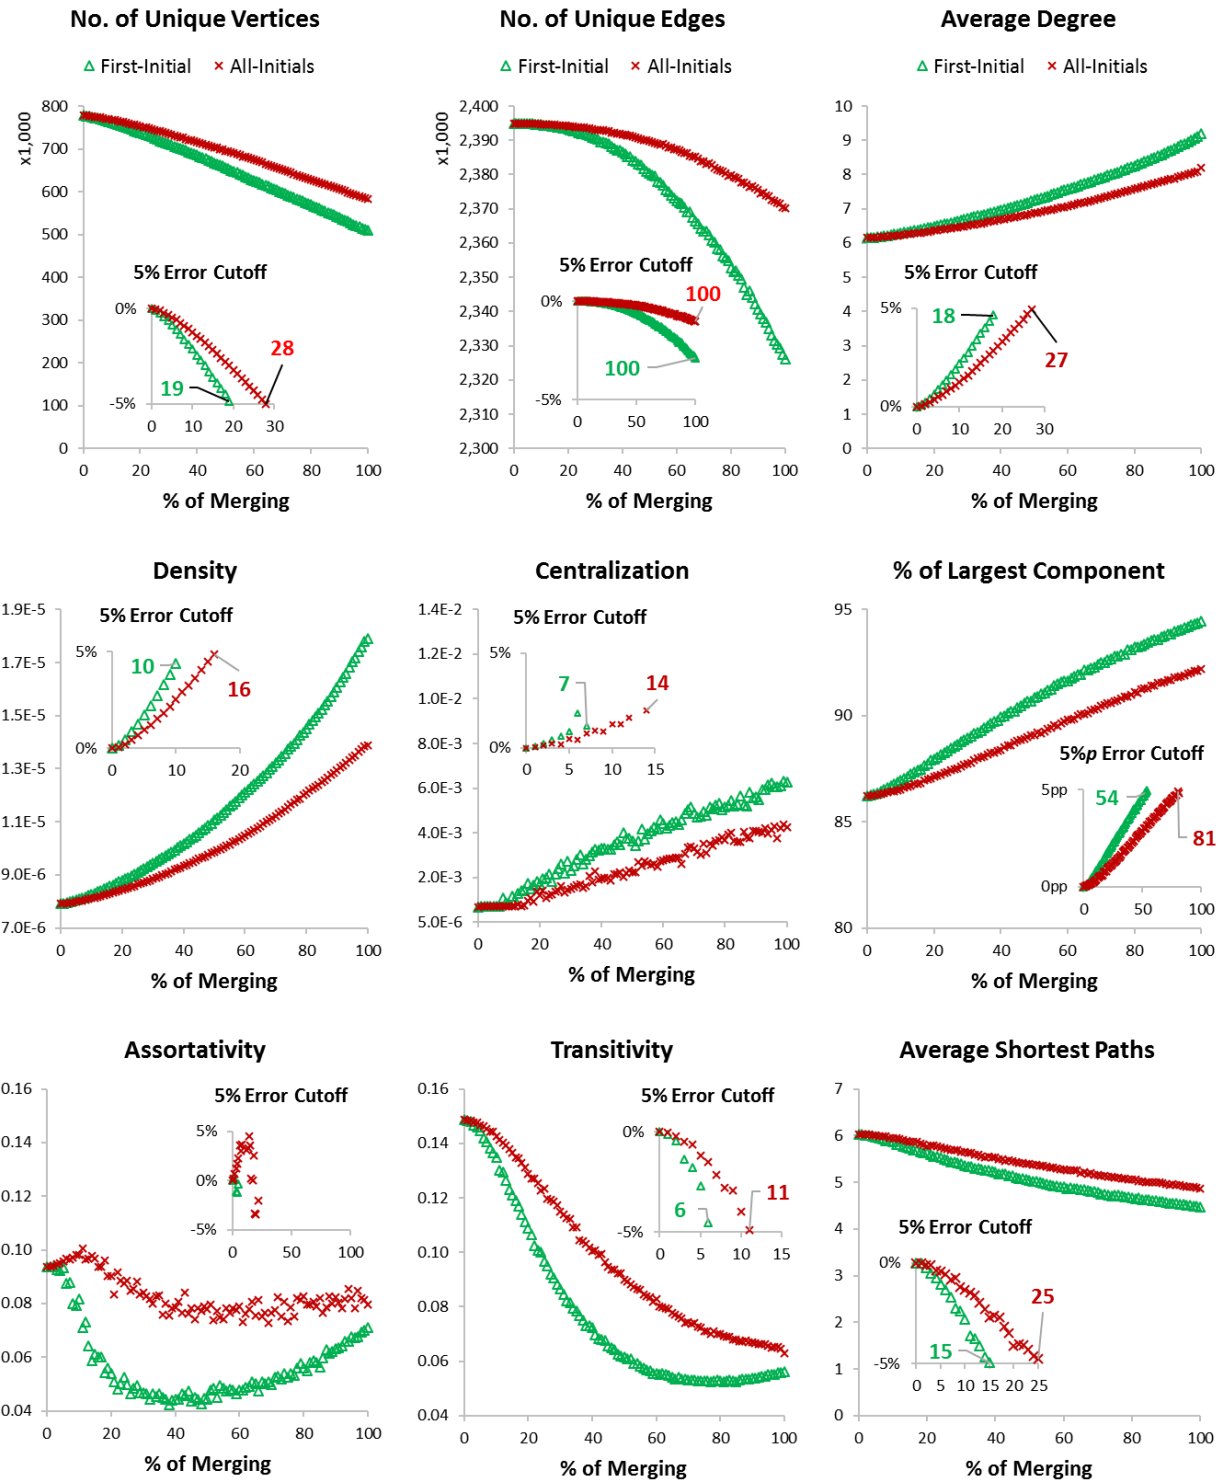 No. of Unique Vertices
No. of Unique Edges
Average Degree
First-Initial All-Initials
First-Initial All-Initials
First-Initial All-Initials
x1,000
800
700
600
500
400
300
200
100
0
5% Error Cutoff
0%
-5%
28
19
0 10 20 30
0 20 40 60 80 100
% of Merging
x1,000
2,400
2,390
2,380
2,370
2,360
2,350
2,340
2,330
2,320
2,310
2,300
5% Error Cutoff
0%
-5%
100
100
0 50 100
0 20 40 60 80 100
% of Merging
10
9
8
7
6
5
4
3
2
1
0
5% Error Cutoff
5%
0%
18
27
0 10 20 30
0 20 40 60 80 100
% of Merging
Density
Centralization
% of Largest Component
1.9E-5
1.7E-5
1.5E-5
1.3E-5
1.1E-5
9.0E-6
7.0E-6
5% Error Cutoff
5%
0%
10
16
0 10 20
0 20 40 60 80 100
% of Merging
1.4E-2
1.2E-2
1.0E-2
8.0E-3
6.0E-3
4.0E-3
2.0E-3
5.0E-6
5% Error Cutoff
5%
0%
7
14
0 5 10 15
0 20 40 60 80 100
% of Merging
95
90
85
80
5%p Error Cutoff
5pp
0pp
54
81
0 50 100
0 20 40 60 80 100
% of Merging
Assortativity
Transitivity
Average Shortest Paths
0.16
0.14
0.12
0.10
0.08
0.06
0.04
5% Error Cutoff
5%
0%
-5%
0 50 100
0 20 40 60 80 100
% of Merging
0.16
0.14
0.12
0.10
0.08
0.06
0.04
5% Error Cutoff
0%
-5%
6
11
0 5 10 15
0 20 40 60 80 100
% of Merging
7
6
5
4
3
2
1
0
5% Error Cutoff
0%
-5%
25
15
0 5 10 15 20 25
0 20 40 60 80 100
% of Merging